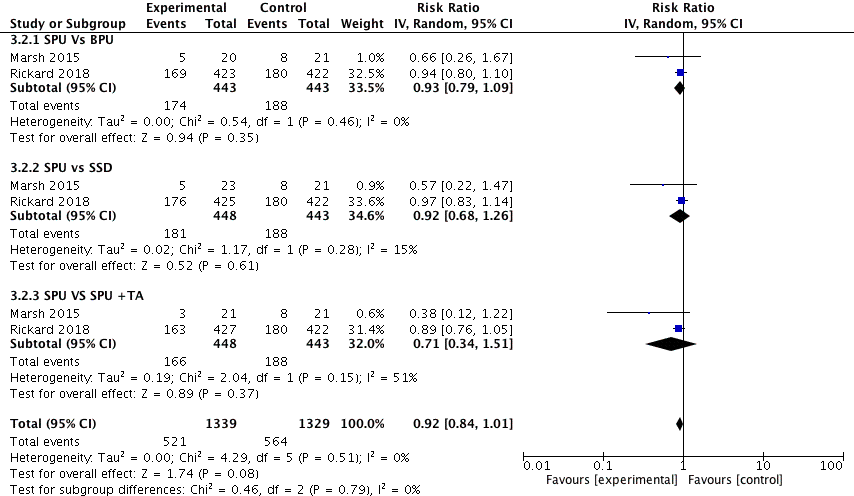 Experimental Control Risk Ratio Risk Ratio
Study or Subgroup Events Total Events Total Weight IV, Random, 95% CI IV, Random, 95% CI
3.2.1 SPU Vs BPU
Marsh 2015 5 20 8 21 1.0% 0.66 [0.26, 1.67]
Rickard 2018 169 423 180 422 32.5% 0.94 [0.80, 1.10]
Subtotal (95% CI) 443 443 33.5% 0.93 [0.79, 1.09]
Total events 174 188
Heterogeneity: Tau² = 0.00; Chi² = 0.54, df = 1 (P = 0.46); I² = 0%
Test for overall effect: Z = 0.94 (P = 0.35)
3.2.2 SPU vs SSD
Marsh 2015 5 23 8 21 0.9% 0.57 [0.22, 1.47]
Rickard 2018 176 425 180 422 33.6% 0.97 [0.83, 1.14]
Subtotal (95% CI) 448 443 34.6% 0.92 [0.68, 1.26]
Total events 181 188
Heterogeneity: Tau² = 0.02; Chi² = 1.17, df = 1 (P = 0.28); I² = 15%
Test for overall effect: Z = 0.52 (P = 0.61)
3.2.3 SPU VS SPU +TA
Marsh 2015 3 21 8 21 0.6% 0.38 [0.12, 1.22]
Rickard 2018 163 427 180 422 31.4% 0.89 [0.76, 1.05]
Subtotal (95% CI) 448 443 32.0% 0.71 [0.34, 1.51]
Total events 166 188
Heterogeneity: Tau² = 0.19; Chi² = 2.04, df = 1 (P = 0.15); I² = 51%
Test for overall effect: Z = 0.89 (P = 0.37)
Total (95% CI) 1339 1329 100.0% 0.92 [0.84, 1.01]
Total events 521 564
Heterogeneity: Tau² = 0.00; Chi² = 4.29, df = 5 (P = 0.51); I² = 0%
Test for overall effect: Z = 1.74 (P = 0.08)
Test for subgroup differences: Chi² = 0.46, df = 2 (P = 0.79), I² = 0%
0.01 0.1 1 10 100
Favours [experimental] Favours [control]